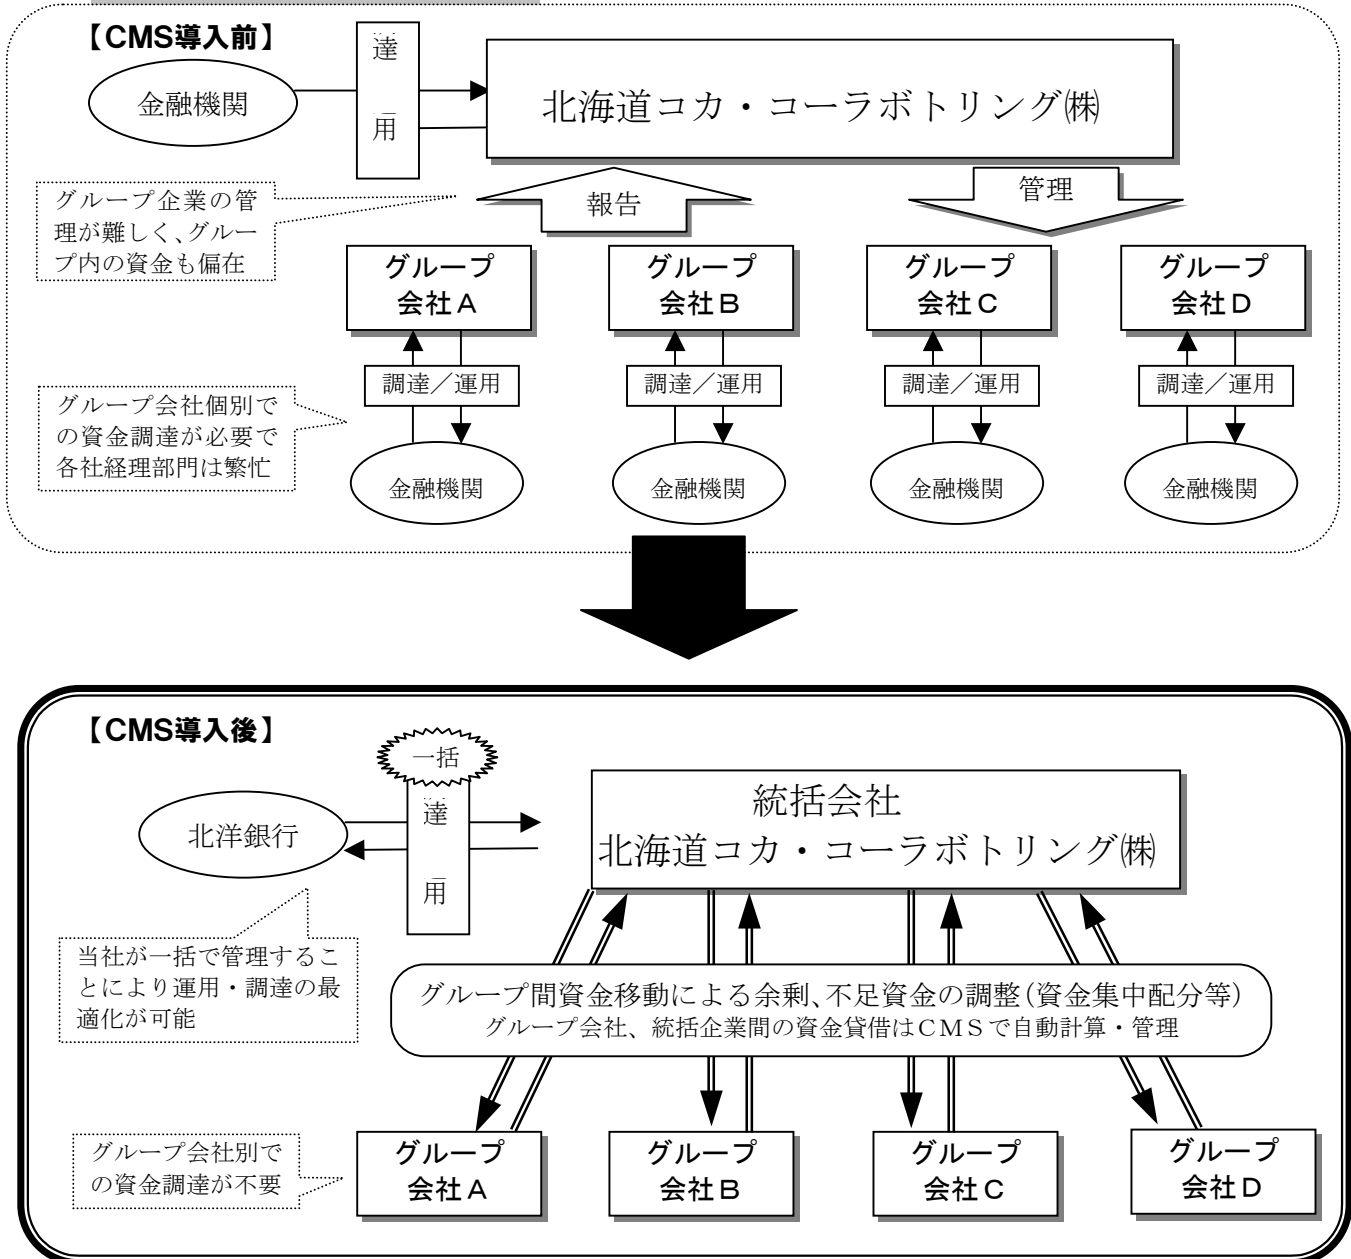 【CMS導入前】
達
用
金融機関
北海道コカ・コーラボトリング㈱
グループ企業の管
理が難しく、グルー
プ内の資金も偏在
報告
管理
グループ
会社A
グループ
会社B
グループ
会社C
グループ
会社D
調達／運用
調達／運用
調達／運用
調達／運用
グループ会社個別で
の資金調達が必要で
各社経理部門は繁忙
金融機関
金融機関
金融機関
金融機関
【CMS導入後】
一括
達
用
北洋銀行
統括会社
北海道コカ・コーラボトリング㈱
当社が一括で管理するこ
とにより運用・調達の最
適化が可能
グループ間資金移動による余剰、不足資金の調整（資金集中配分等）
グループ会社、統括企業間の資金貸借はＣＭＳで自動計算・管理
グループ会社別で
の資金調達が不要
グループ
会社A
グループ
会社B
グループ
会社C
グループ
会社D